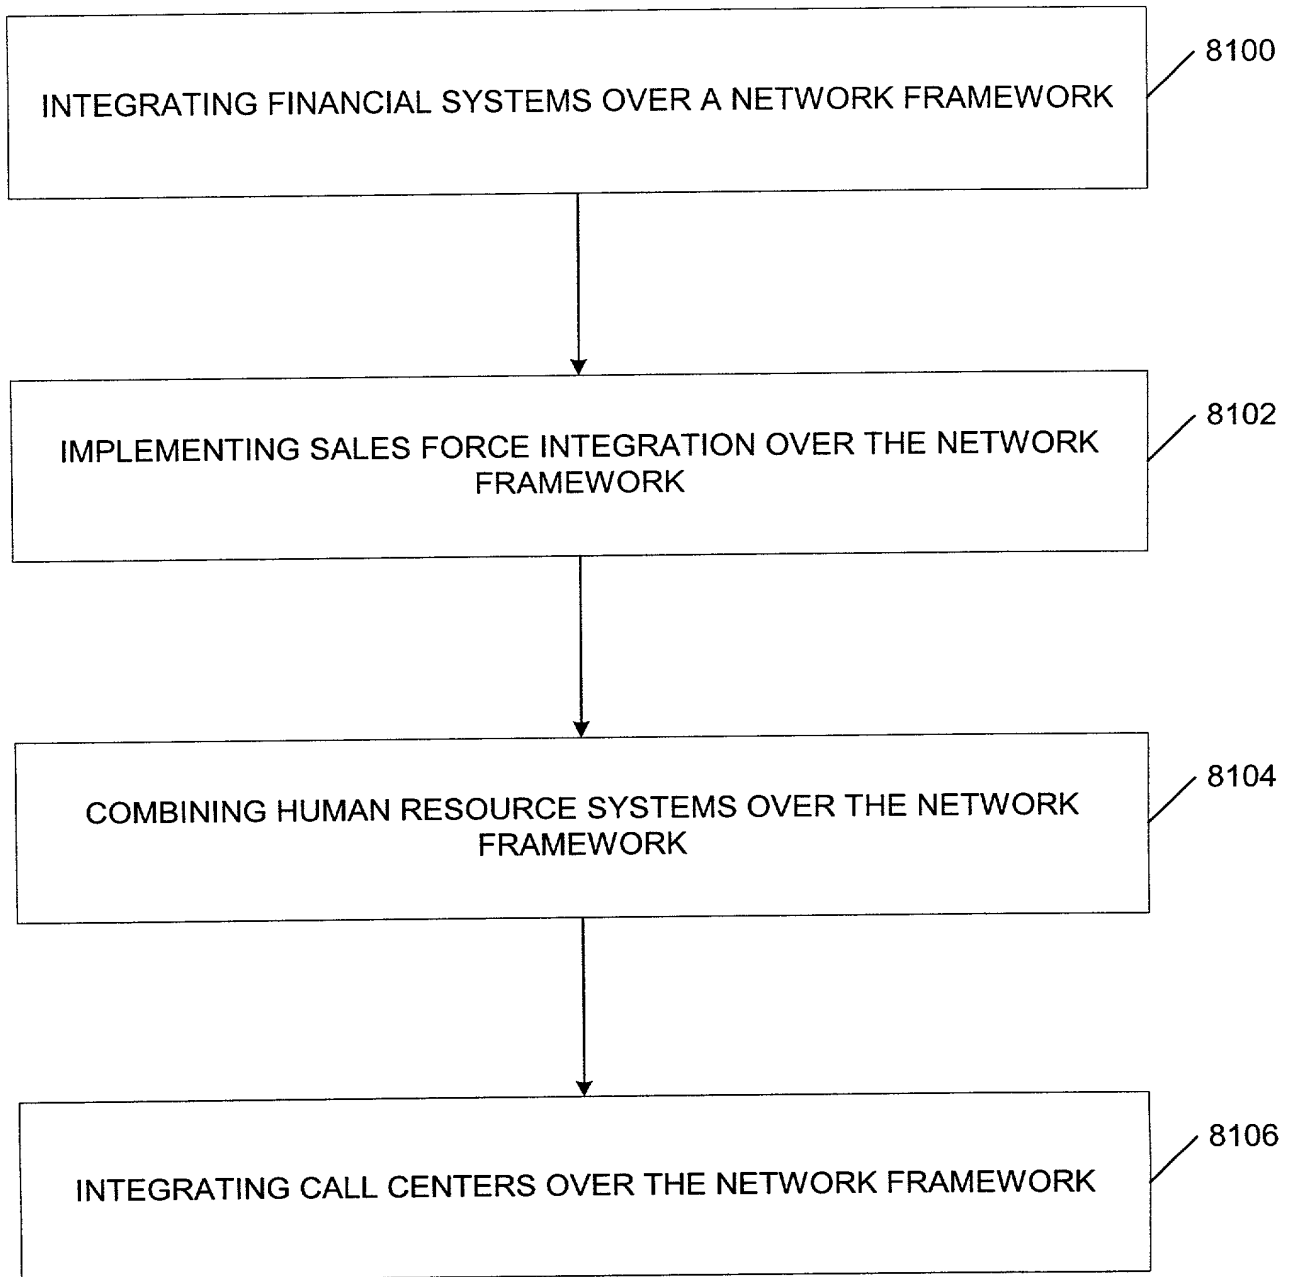 8100
INTEGRATING FINANCIAL SYSTEMS OVER A NETWORK FRAMEWORK
8102
IMPLEMENTING SALES FORCE INTEGRATION OVER THE NETWORK
FRAMEWORK
8104
COMBINING HUMAN RESOURCE SYSTEMS OVER THE NETWORK
FRAMEWORK
8106
INTEGRATING CALL CENTERS OVER THE NETWORK FRAMEWORK